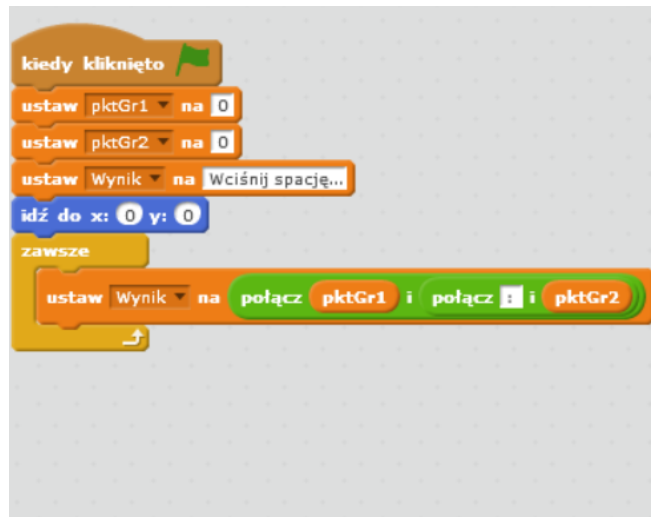 kiedy kliknięto
ustaw pktGr1 na 0
ustaw pktGr2 na 0
ustaw Wynik na Wciśnij spację...
idź do x: 0 y: 0
zawsze
ustaw Wynik na połącz pktGr1 i połącz : i pktGr2